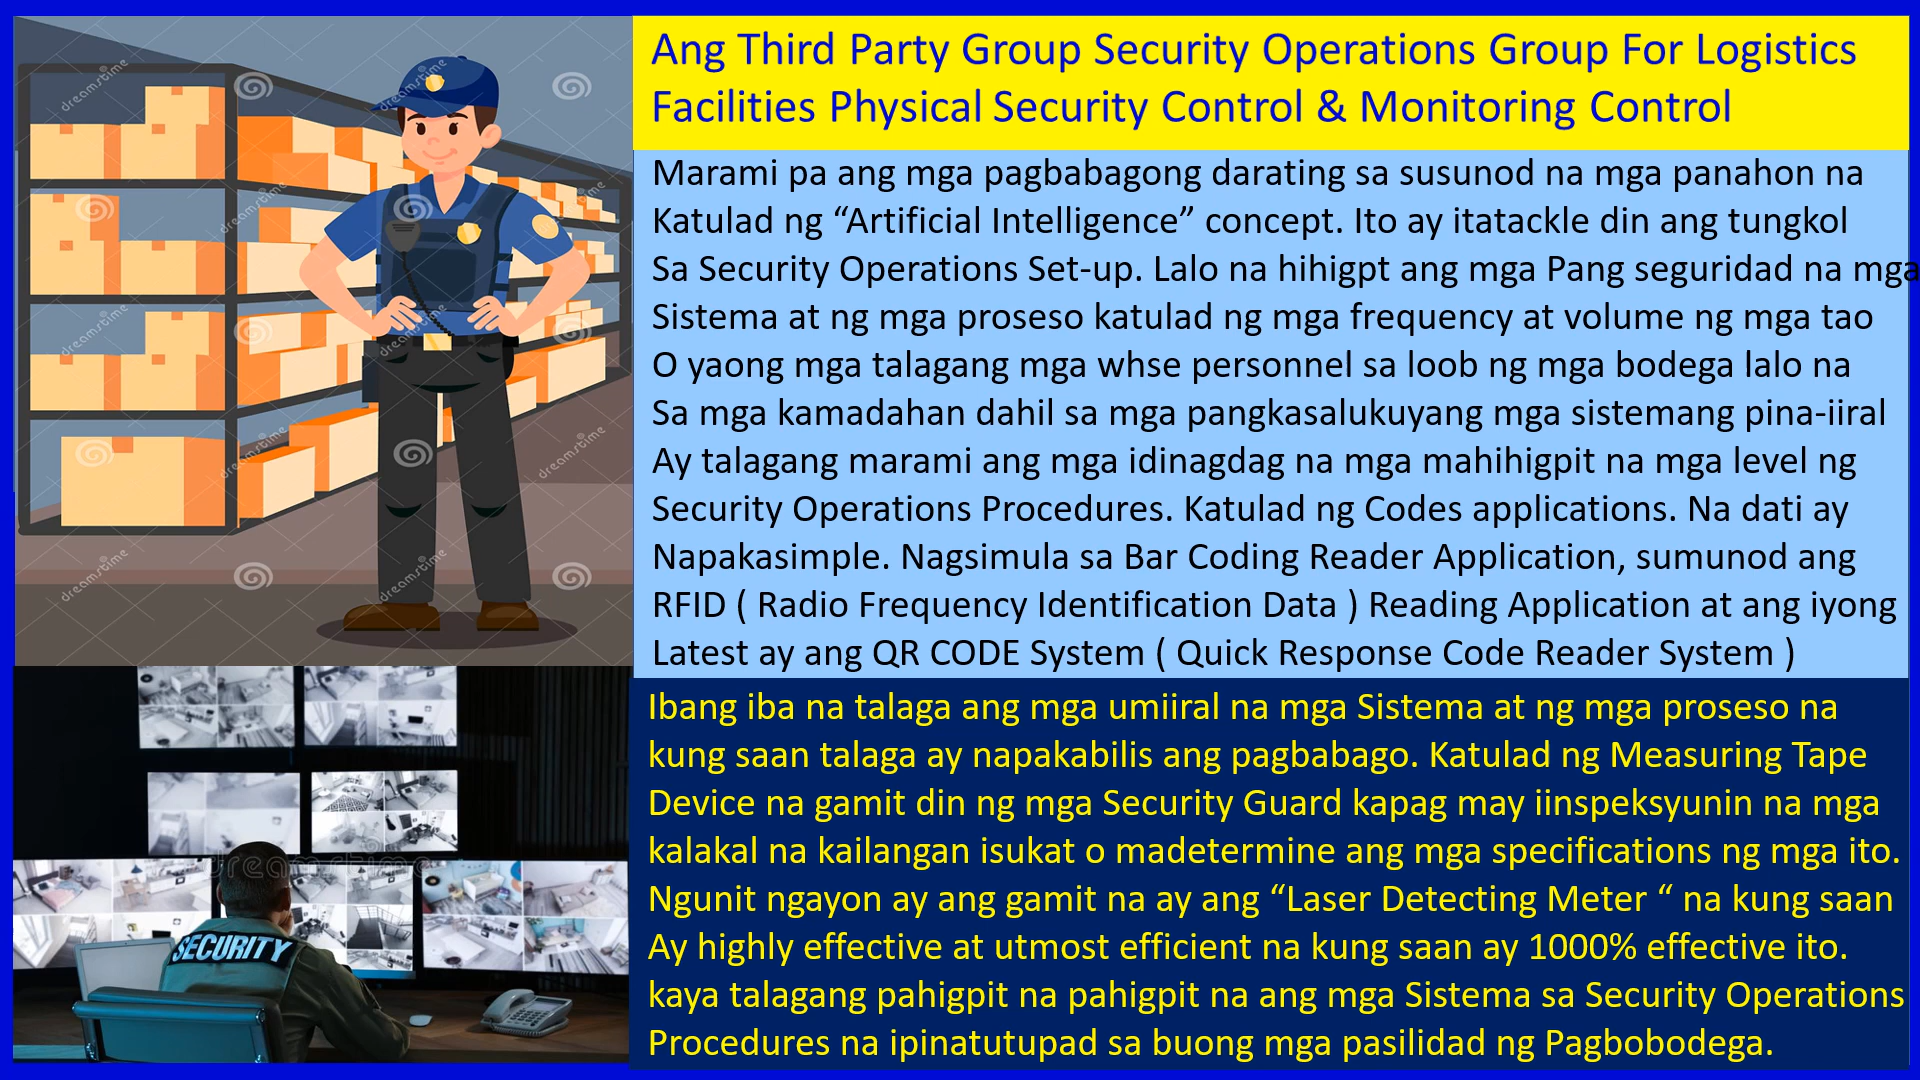 Ang Third Party Group Security Operations Group For Logistics
Facilities Physical Security Control & Monitoring Control
Marami pa ang mga pagbabagong darating sa susunod na mga panahon na
Katulad ng “Artificial Intelligence” concept. Ito ay itatackle din ang tungkol
Sa Security Operations Set-up. Lalo na hihigpt ang mga Pang seguridad na mga
Sistema at ng mga proseso katulad ng mga frequency at volume ng mga tao
O yaong mga talagang mga whse personnel sa loob ng mga bodega lalo na
Sa mga kamadahan dahil sa mga pangkasalukuyang mga sistemang pina-iiral
Ay talagang marami ang mga idinagdag na mga mahihigpit na mga level ng
Security Operations Procedures. Katulad ng Codes applications. Na dati ay
Napakasimple. Nagsimula sa Bar Coding Reader Application, sumunod ang
RFID ( Radio Frequency Identification Data ) Reading Application at ang iyong
Latest ay ang QR CODE System ( Quick Response Code Reader System )
Ibang iba na talaga ang mga umiiral na mga Sistema at ng mga proseso na
kung saan talaga ay napakabilis ang pagbabago. Katulad ng Measuring Tape
Device na gamit din ng mga Security Guard kapag may iinspeksyunin na mga
kalakal na kailangan isukat o madetermine ang mga specifications ng mga ito.
Ngunit ngayon ay ang gamit na ay ang “Laser Detecting Meter “ na kung saan
Ay highly effective at utmost efficient na kung saan ay 1000% effective ito.
kaya talagang pahigpit na pahigpit na ang mga Sistema sa Security Operations
Procedures na ipinatutupad sa buong mga pasilidad ng Pagbobodega.
dreamstime
dreamstime
dreamstime
dreamstime
dreamstime
dreamstime
dreamstime
dreamstime
dreamstime
dreamstime
SECURITY